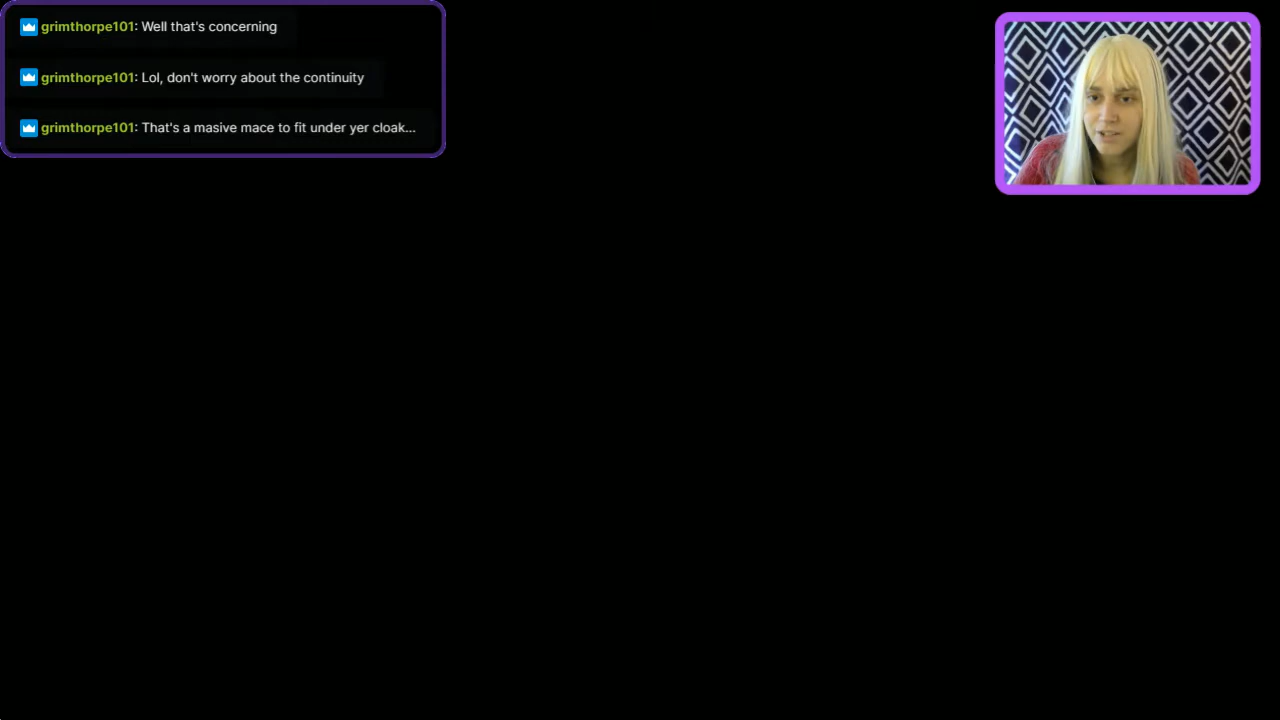 grimthorpe101: Well that's concerning
grimthorpe101: Lol, don't worry about the continuity
grimthorpe101: That's a masive mace to fit under yer cloak...